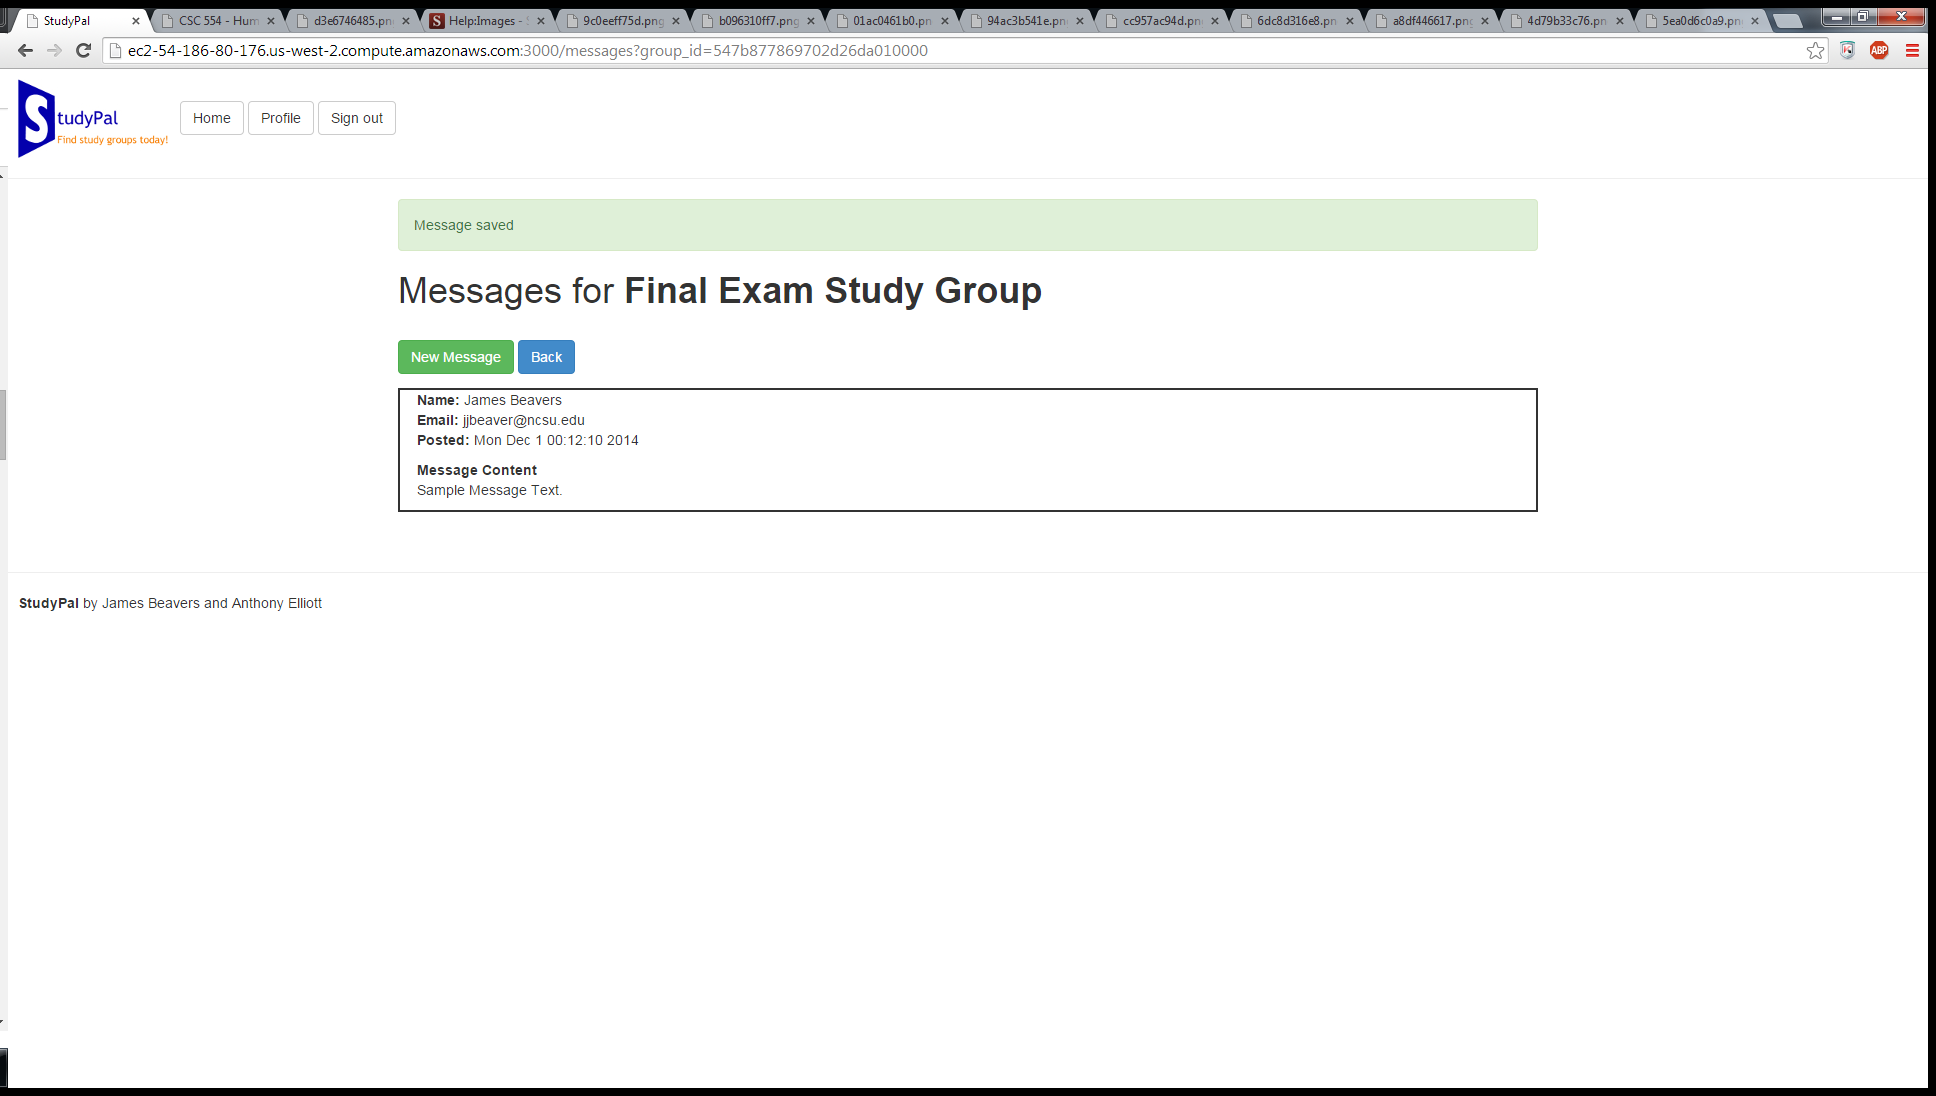 StudyPal
CSC 554 - Hum
d3e6746485.png
Help:Images - S
9c0eeff75d.png
b096310ff7.png
01ac0461b0.pn
94ac3b541e.pn
cc957ac94d.pn
6dc8d316e8.pn
a8df446617.png
4d79b33c76.pn
5ea0d6c0a9.pn
ec2-54-186-80-176.us-west-2.compute.amazonaws.com:3000/messages?group_id=547b877869702d26da010000
ABP
StudyPal
Find study groups today!
Home Profile Sign out
Message saved
Messages for Final Exam Study Group
New Message Back
Name: James Beavers
Email: jjbeaver@ncsu.edu
Posted: Mon Dec 1 00:12:10 2014
Message Content
Sample Message Text.
StudyPal by James Beavers and Anthony Elliott